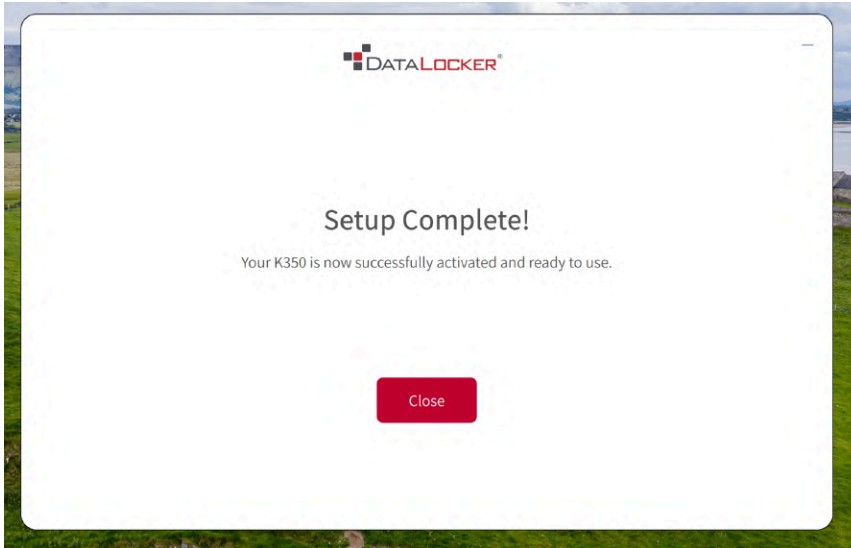 DATALOCKER®
Setup Complete!
Your K350 is now successfully activated and ready to use.
Close